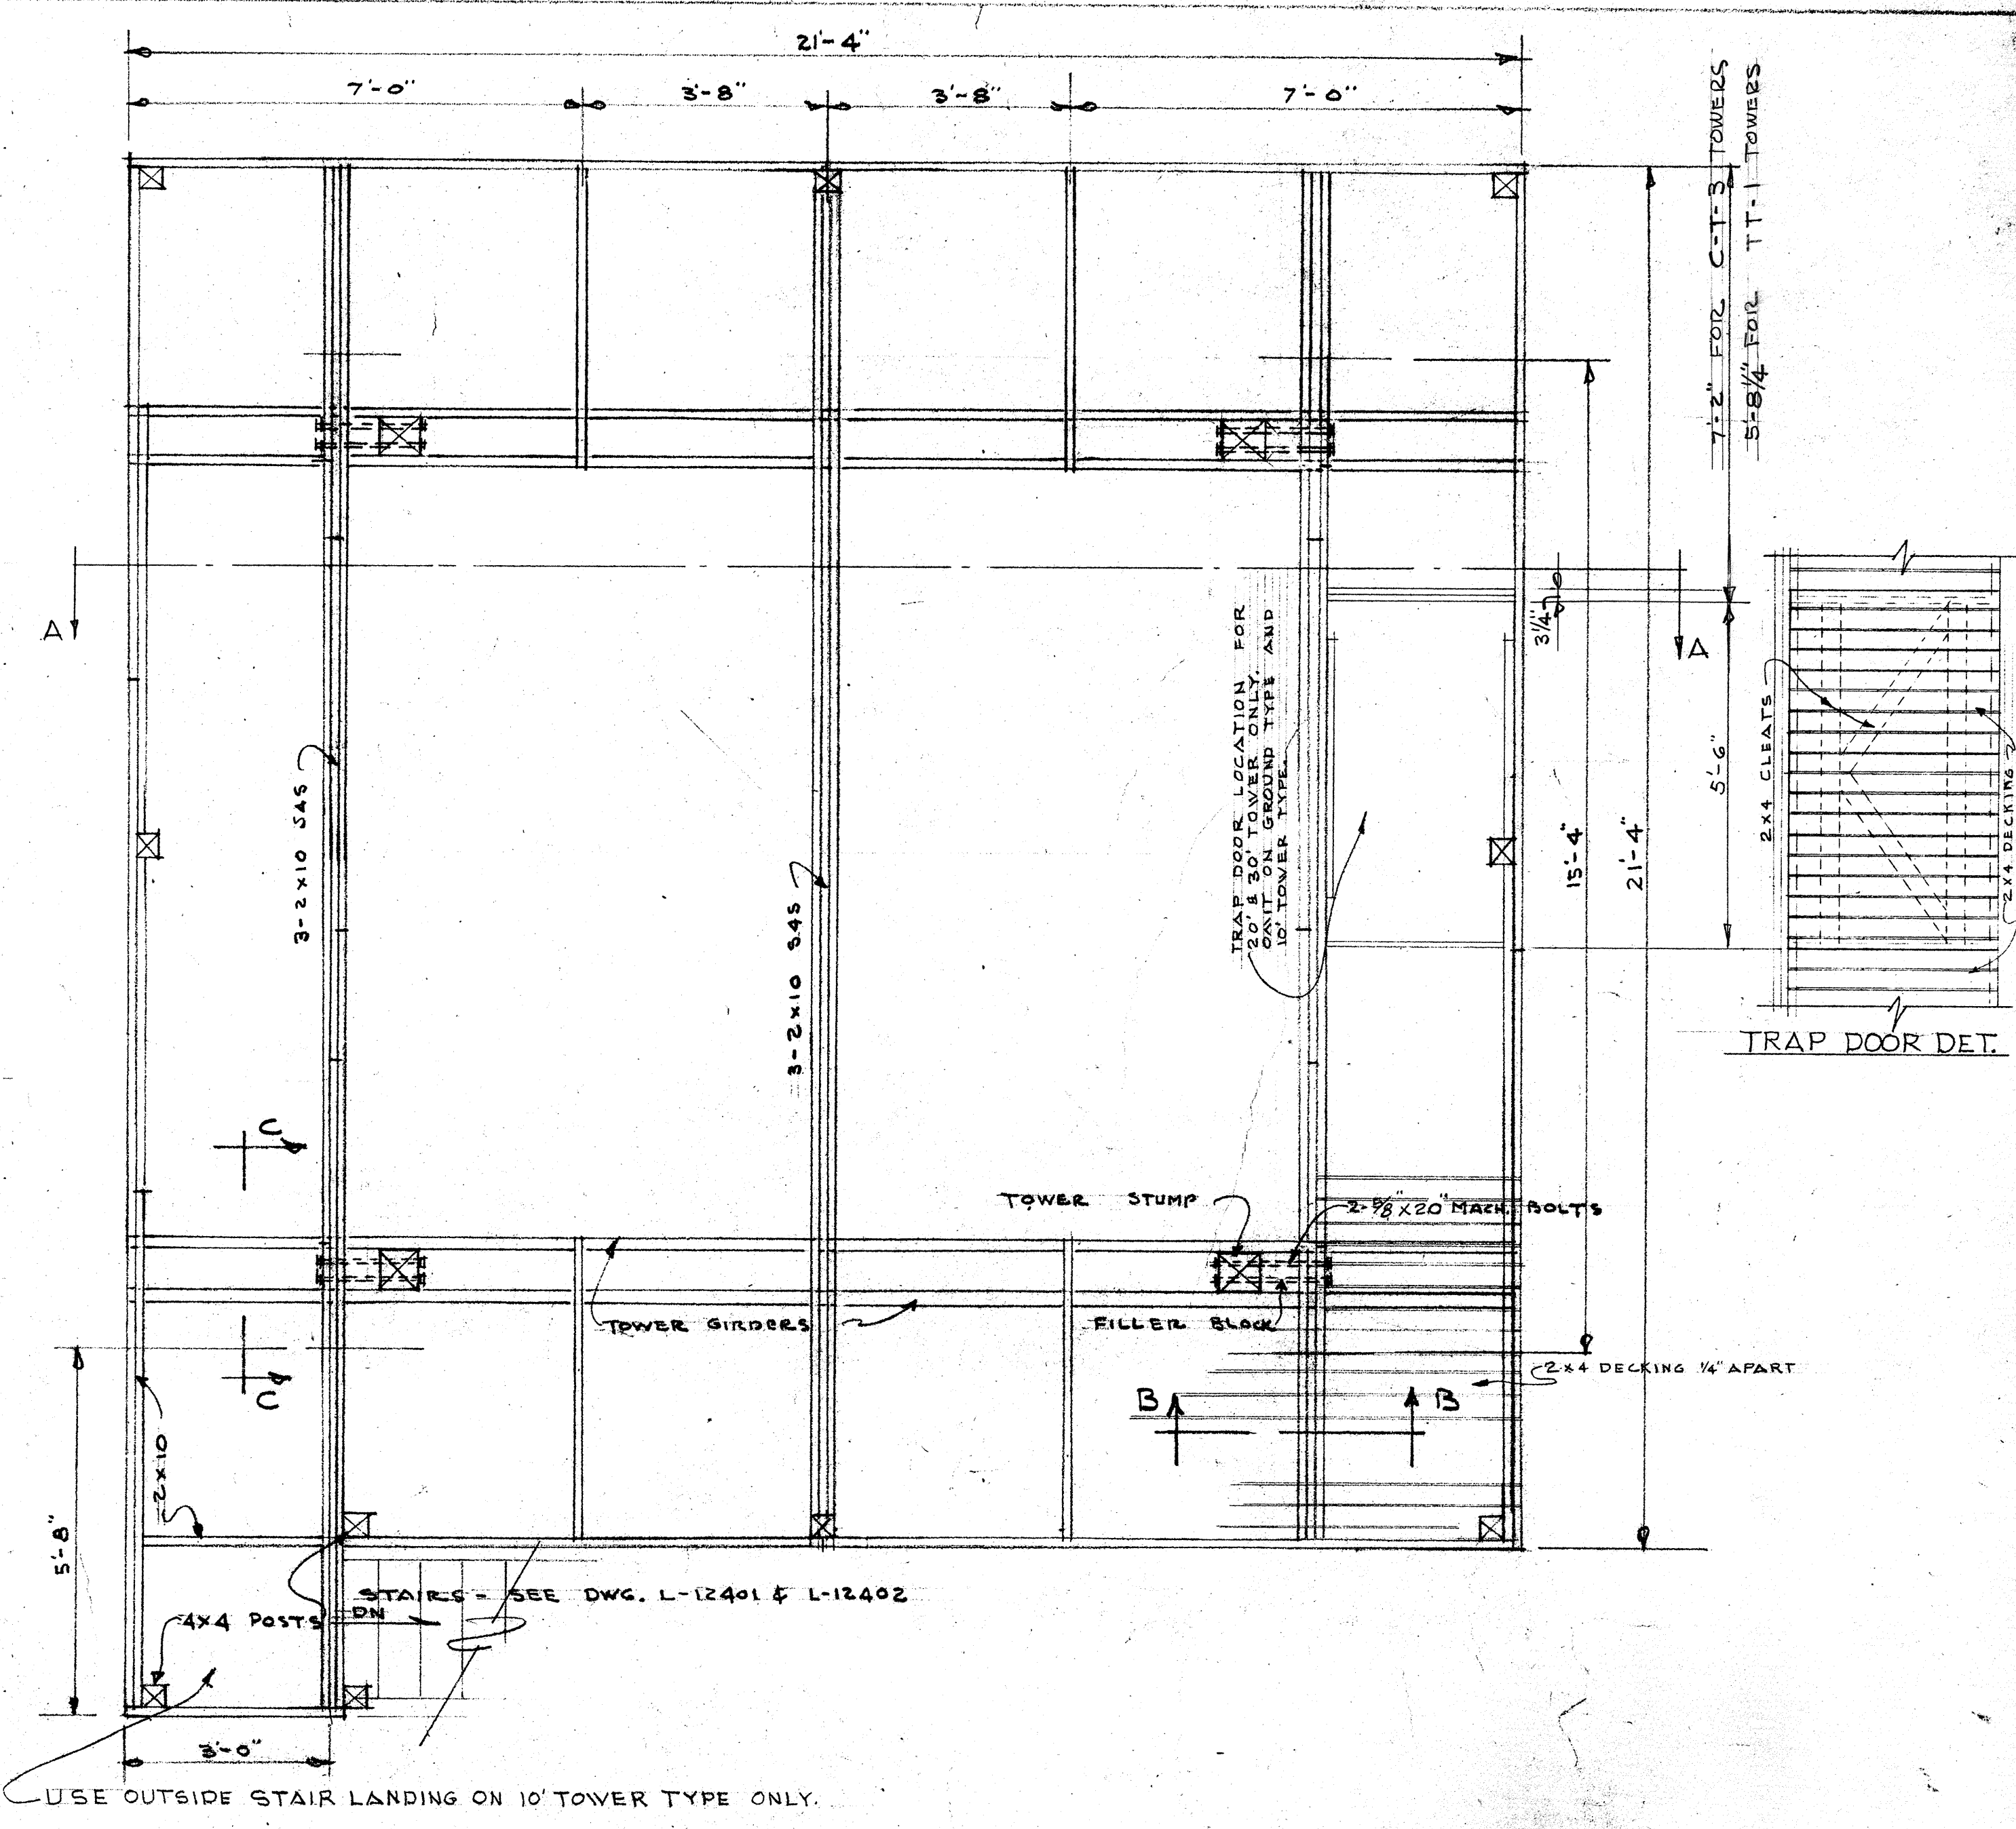 21'-4"
7'-0"
3'-8"
3'-8"
7'-0"
7'-2" FOR C-T-3 TOWERS
5'-8¼" FOR TT-1 TOWERS
A
A
3¼"
TRAP DOOR LOCATION FOR
20' & 30' TOWER ONLY.
OMIT ON GROUND TYPE AND
10' TOWER TYPE.
3-2x10 S4S
3-2x10 S4S
15'-4"
21'-4"
5'-6"
2x4 CLEATS
2x4 DECKING
TRAP DOOR DET.
C
TOWER STUMP
2-⅝"x20" MACH. BOLTS
TOWER GIRDERS
FILLER BLOCK
2x4 DECKING ¼" APART
C
B
B
2x10
5'-8"
STAIRS - SEE DWG. L-12401 & L-12402
DN
4x4 POSTS
3'-0"
USE OUTSIDE STAIR LANDING ON 10' TOWER TYPE ONLY.